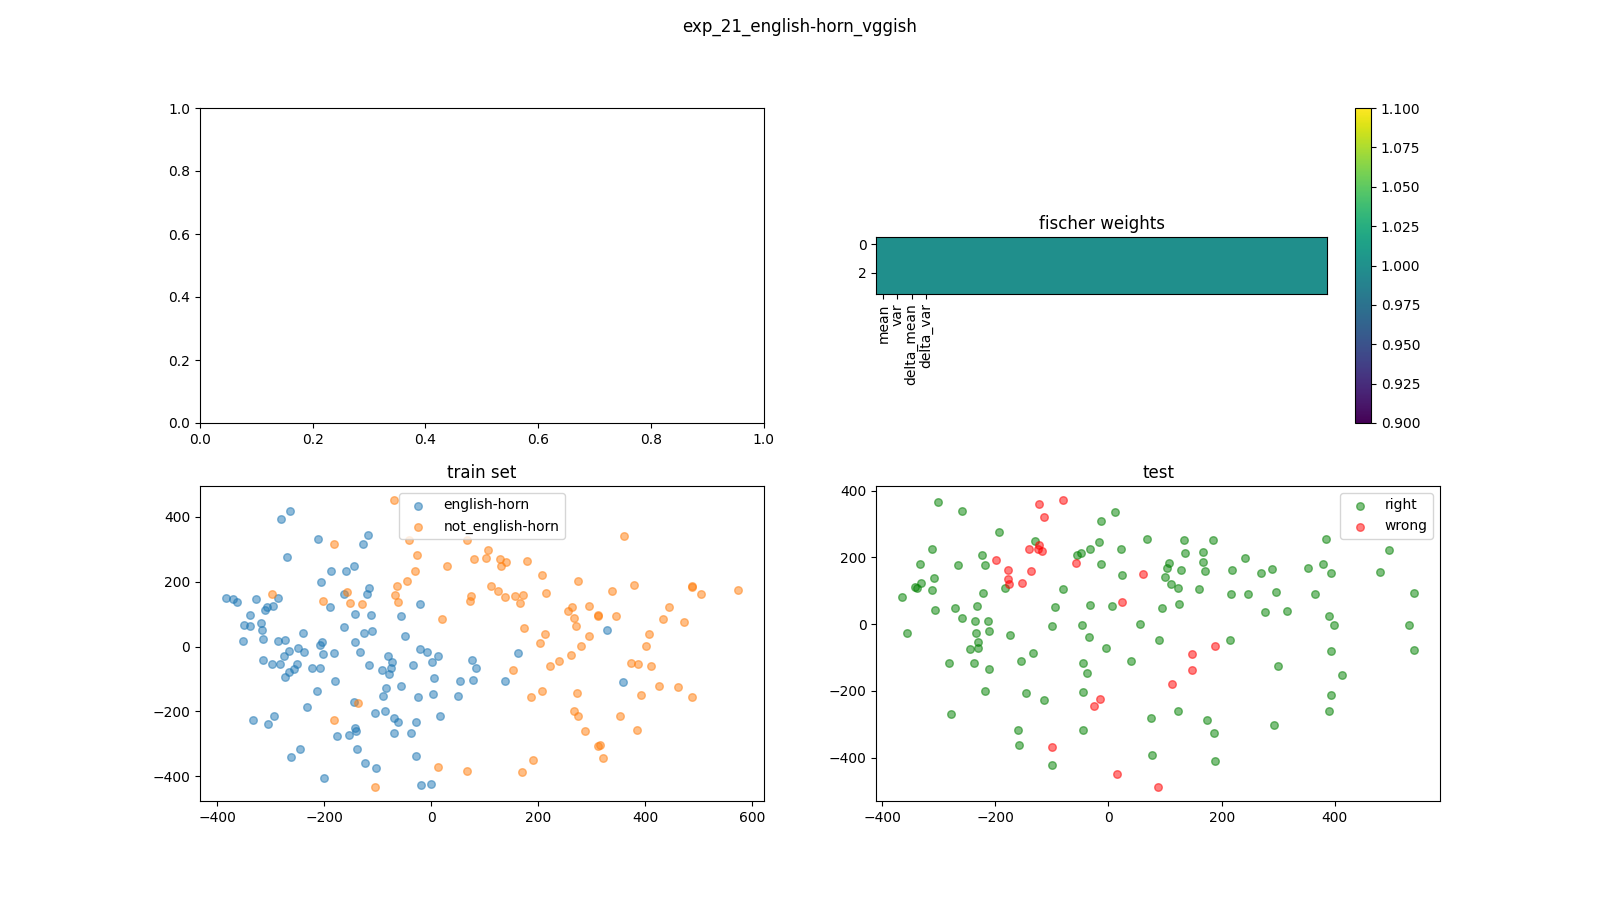 exp_21_english-horn_vggish
1.0
0.8
0.6
0.4
0.2
0.0
0.0 0.2 0.4 0.6 0.8 1.0
fischer weights
0
2
mean
var
delta_mean
delta_var
1.100
1.075
1.050
1.025
1.000
0.975
0.950
0.925
0.900
train set
english-horn
not_english-horn
400
200
0
−200
−400
−400 −200 0 200 400 600
test
right
wrong
400
200
0
−200
−400
−400 −200 0 200 400